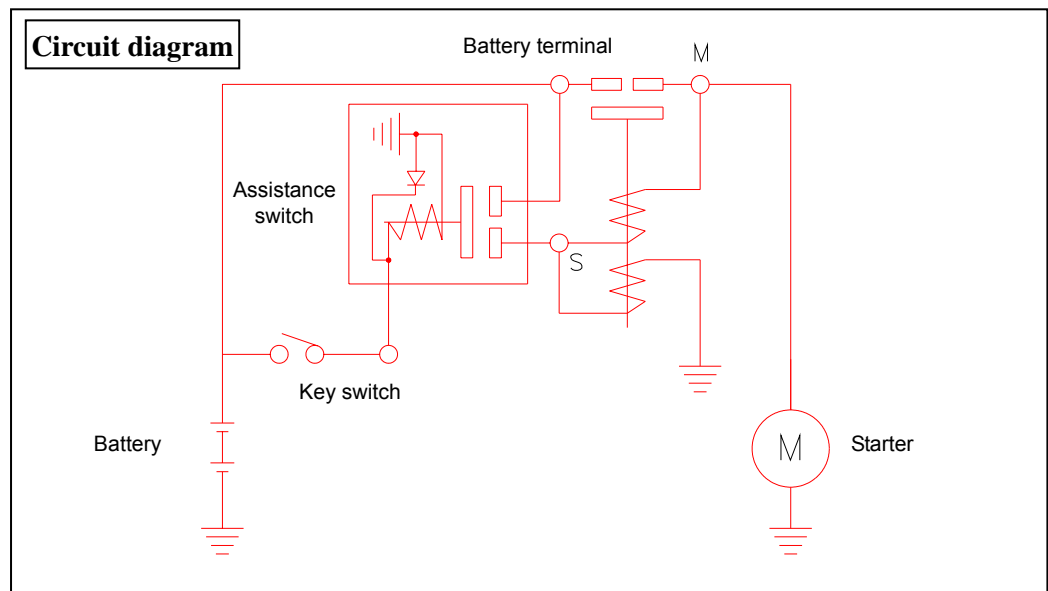 Circuit diagram
Battery terminal
M
Assistance
switch
S
Key switch
Battery
M
Starter